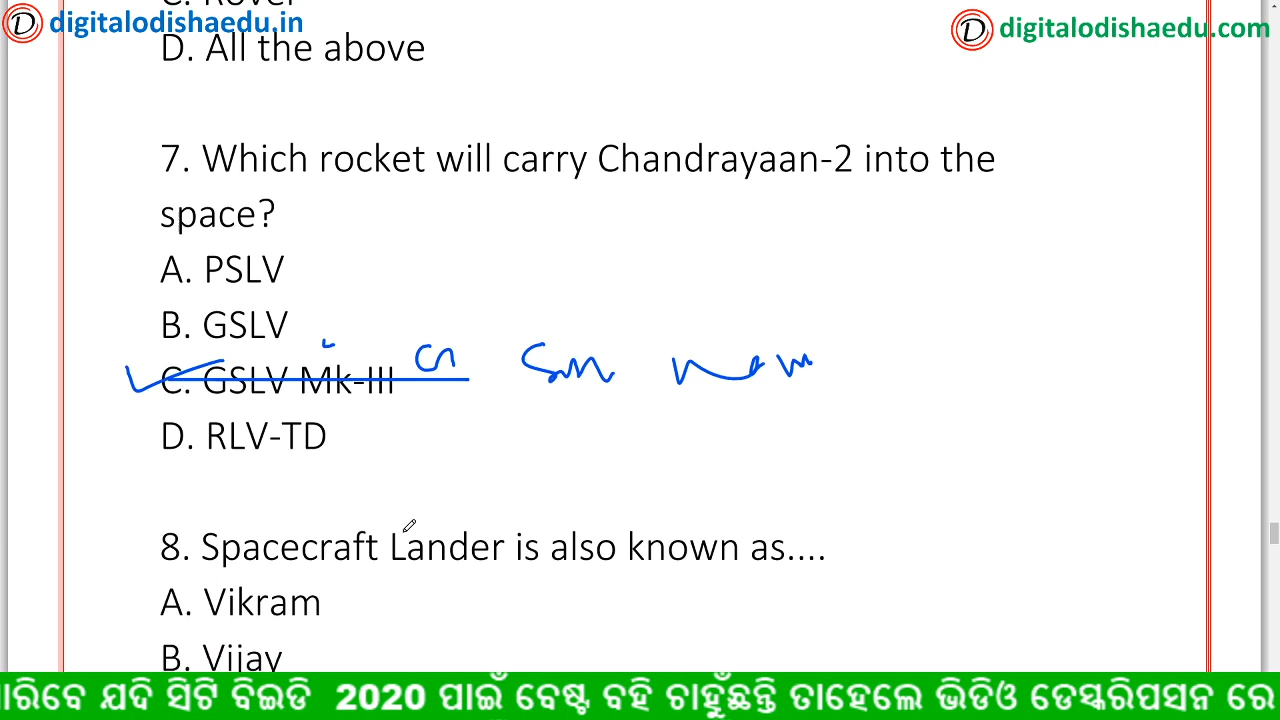 C. Rover
digitalodishaedu.in
digitalodishaedu.com
D. All the above
7. Which rocket will carry Chandrayaan-2 into the
space?
A. PSLV
B. GSLV
C. GSLV Mk-III
D. RLV-TD
8. Spacecraft Lander is also known as....
A. Vikram
B. Vijay
ାରିବେ ଯଦି ସିଟି ବିଇଡି 2020 ପାଇଁ ବେଷ୍ଟ ବହି ଚାହୁଁଛନ୍ତି ତାହେଲେ ଭିଡିଓ ଡେସ୍କରିପସନ ରେ